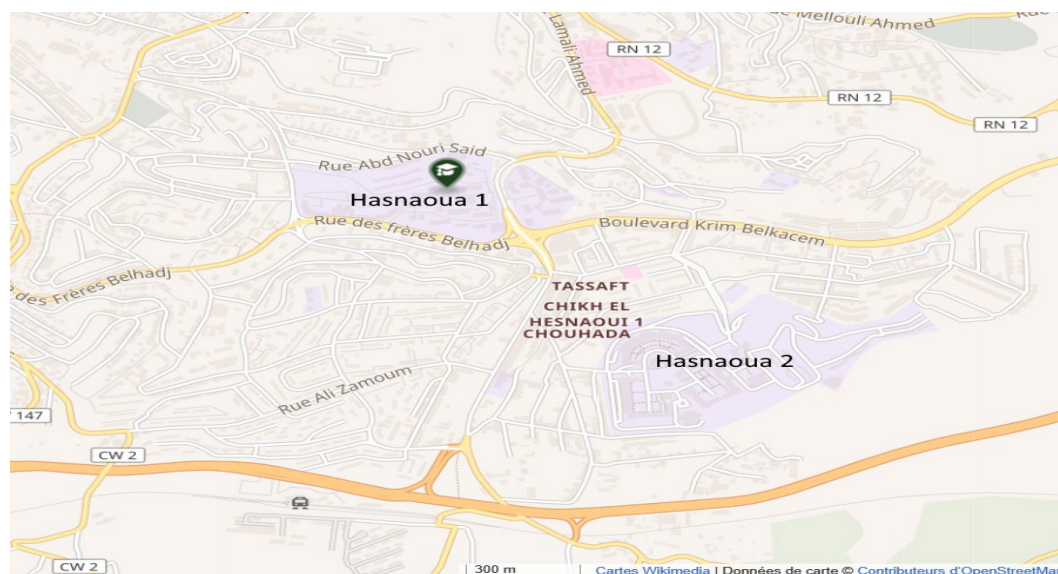 Lamali Ahmed
Mellouli Ahmed
RN 12
RN 12
RN 12
Rue Abd Nouri Said
Hasnaoua 1
Rue des frères Belhadj
Boulevard Krim Belkacem
des Frères Belhadj
TASSAFT
CHIKH EL
HESNAOUI 1
CHOUHADA
Hasnaoua 2
Rue Ali Zamoum
147
CW 2
CW 2
300 m
Cartes Wikimedia | Données de carte © Contributeurs d'OpenStreetMap